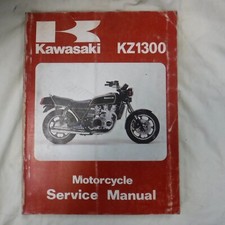 Kawasaki KZ1300
Motorcycle
Service Manual